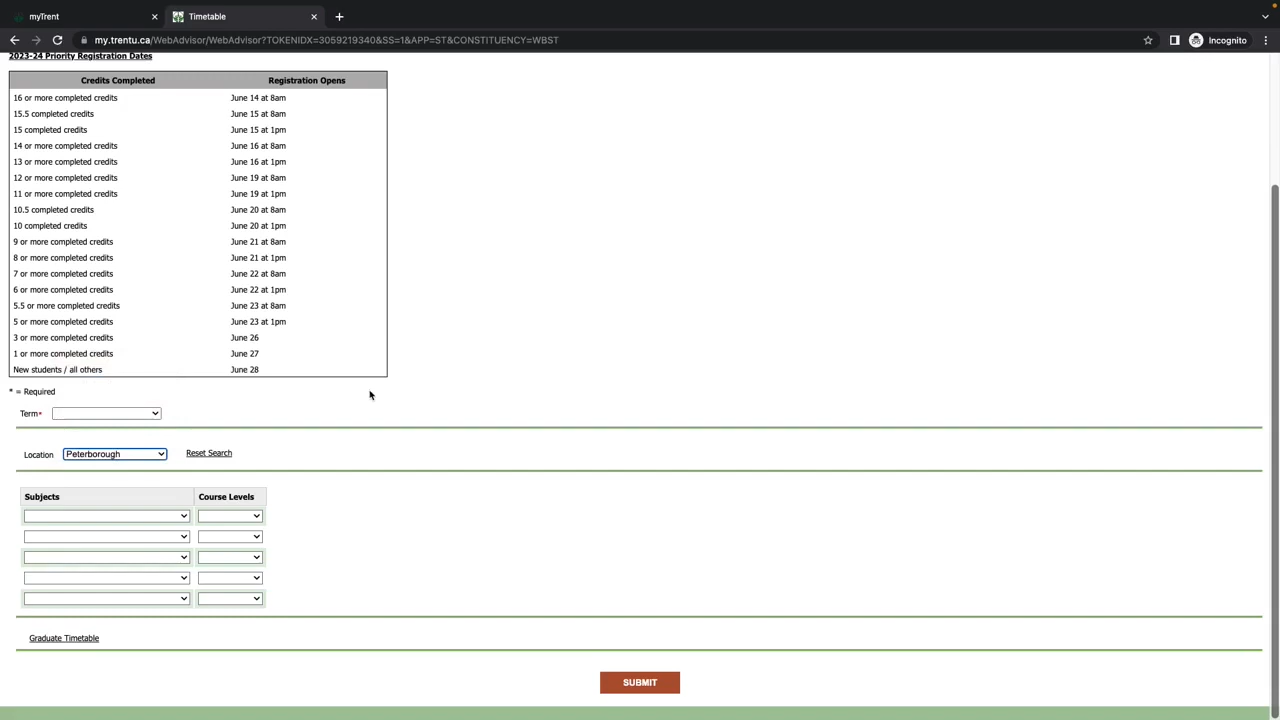 myTrent
Timetable
my.trentu.ca/WebAdvisor/WebAdvisor?TOKENIDX=3059219340&SS=1&APP=ST&CONSTITUENCY=WBST
Incognito
2023-24 Priority Registration Dates
Credits Completed Registration Opens
16 or more completed credits June 14 at 8am
15.5 completed credits June 15 at 8am
15 completed credits June 15 at 1pm
14 or more completed credits June 16 at 8am
13 or more completed credits June 16 at 1pm
12 or more completed credits June 19 at 8am
11 or more completed credits June 19 at 1pm
10.5 completed credits June 20 at 8am
10 completed credits June 20 at 1pm
9 or more completed credits June 21 at 8am
8 or more completed credits June 21 at 1pm
7 or more completed credits June 22 at 8am
6 or more completed credits June 22 at 1pm
5.5 or more completed credits June 23 at 8am
5 or more completed credits June 23 at 1pm
3 or more completed credits June 26
1 or more completed credits June 27
New students / all others June 28
* = Required
Term*
Location Peterborough Reset Search
Subjects Course Levels
Graduate Timetable
SUBMIT